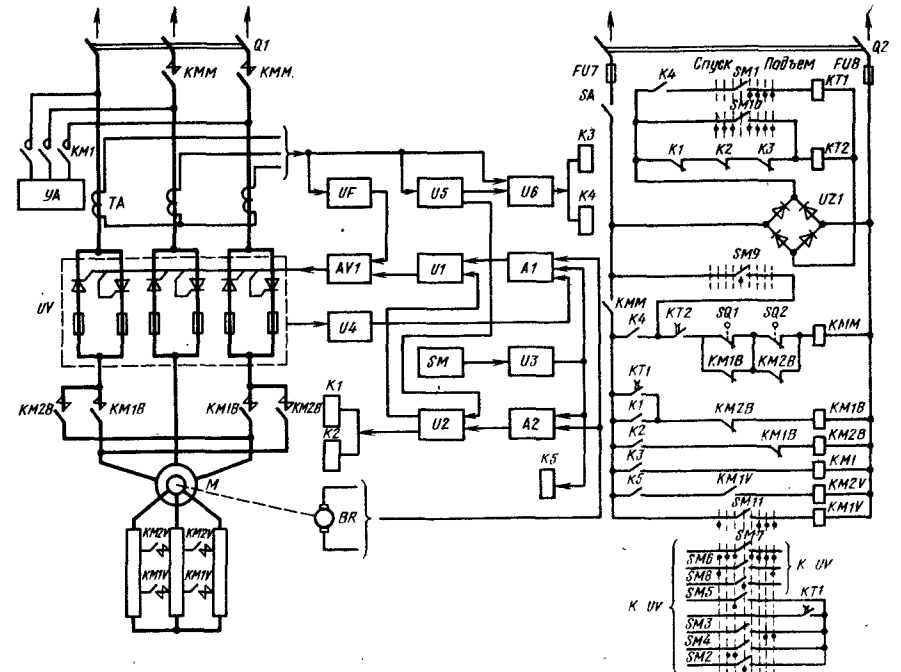 Q1
KMM
KMM.
KM1
УА
TA
UV
KM2B
KM1B
KM1B
KM2B
M
KM2V
KM2V
KM1V
KM1V
BR
UF
U5
U6
K3
K4
AV1
U1
A1
U4
SM
U3
K1
K2
U2
A2
K5
Q2
FU7
FU8
SA
Спуск
Подъем
K4
SM1
KT1
SM10
K1
K2
K3
KT2
UZ1
SM9
KMM
K4
KT2
SQ1
SQ2
KMM
KM1B
KM2B
KT1
K1
KM2B
KM1B
K2
KM1B
KM2B
K3
KM1
K5
KM1V
KM2V
SM11
KM1V
SM7
SM6
SM8
К UV
SM5
KT1
К UV
SM3
SM4
SM2